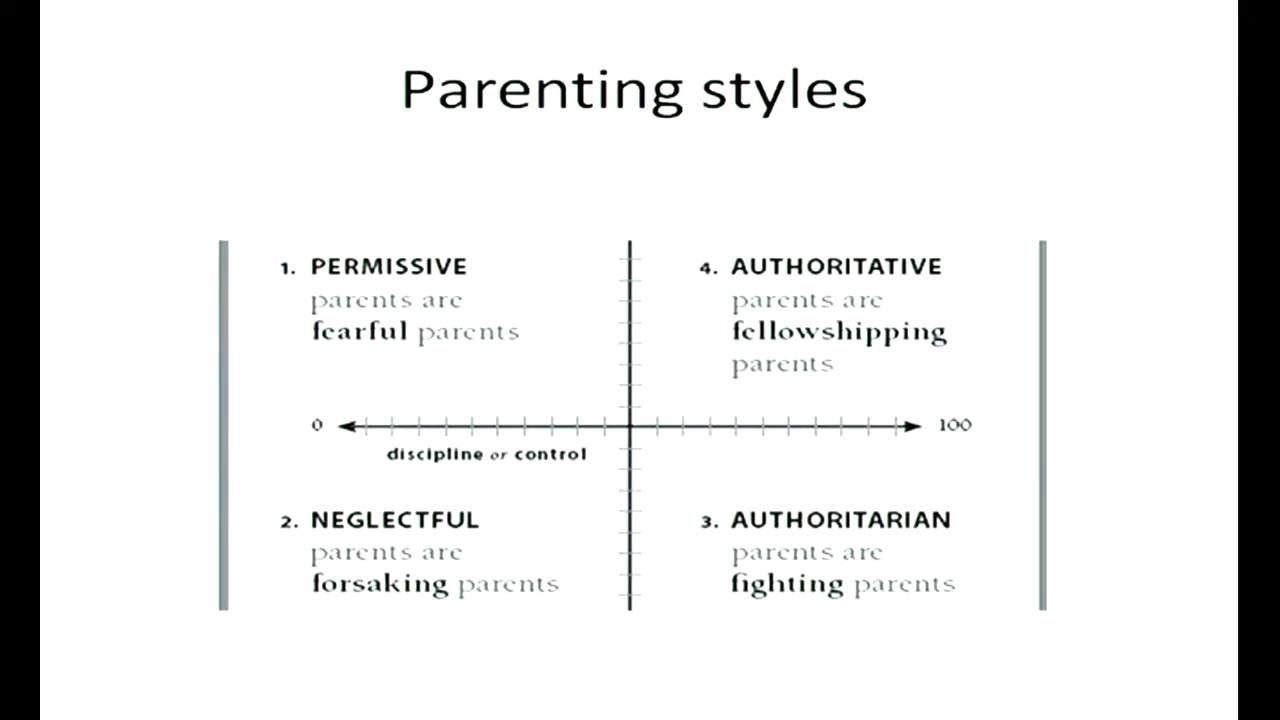 Parenting styles
1. PERMISSIVE
parents are
fearful parents
4. AUTHORITATIVE
parents are
fellowshipping
parents
0
100
discipline or control
2. NEGLECTFUL
parents are
forsaking parents
3. AUTHORITARIAN
parents are
fighting parents